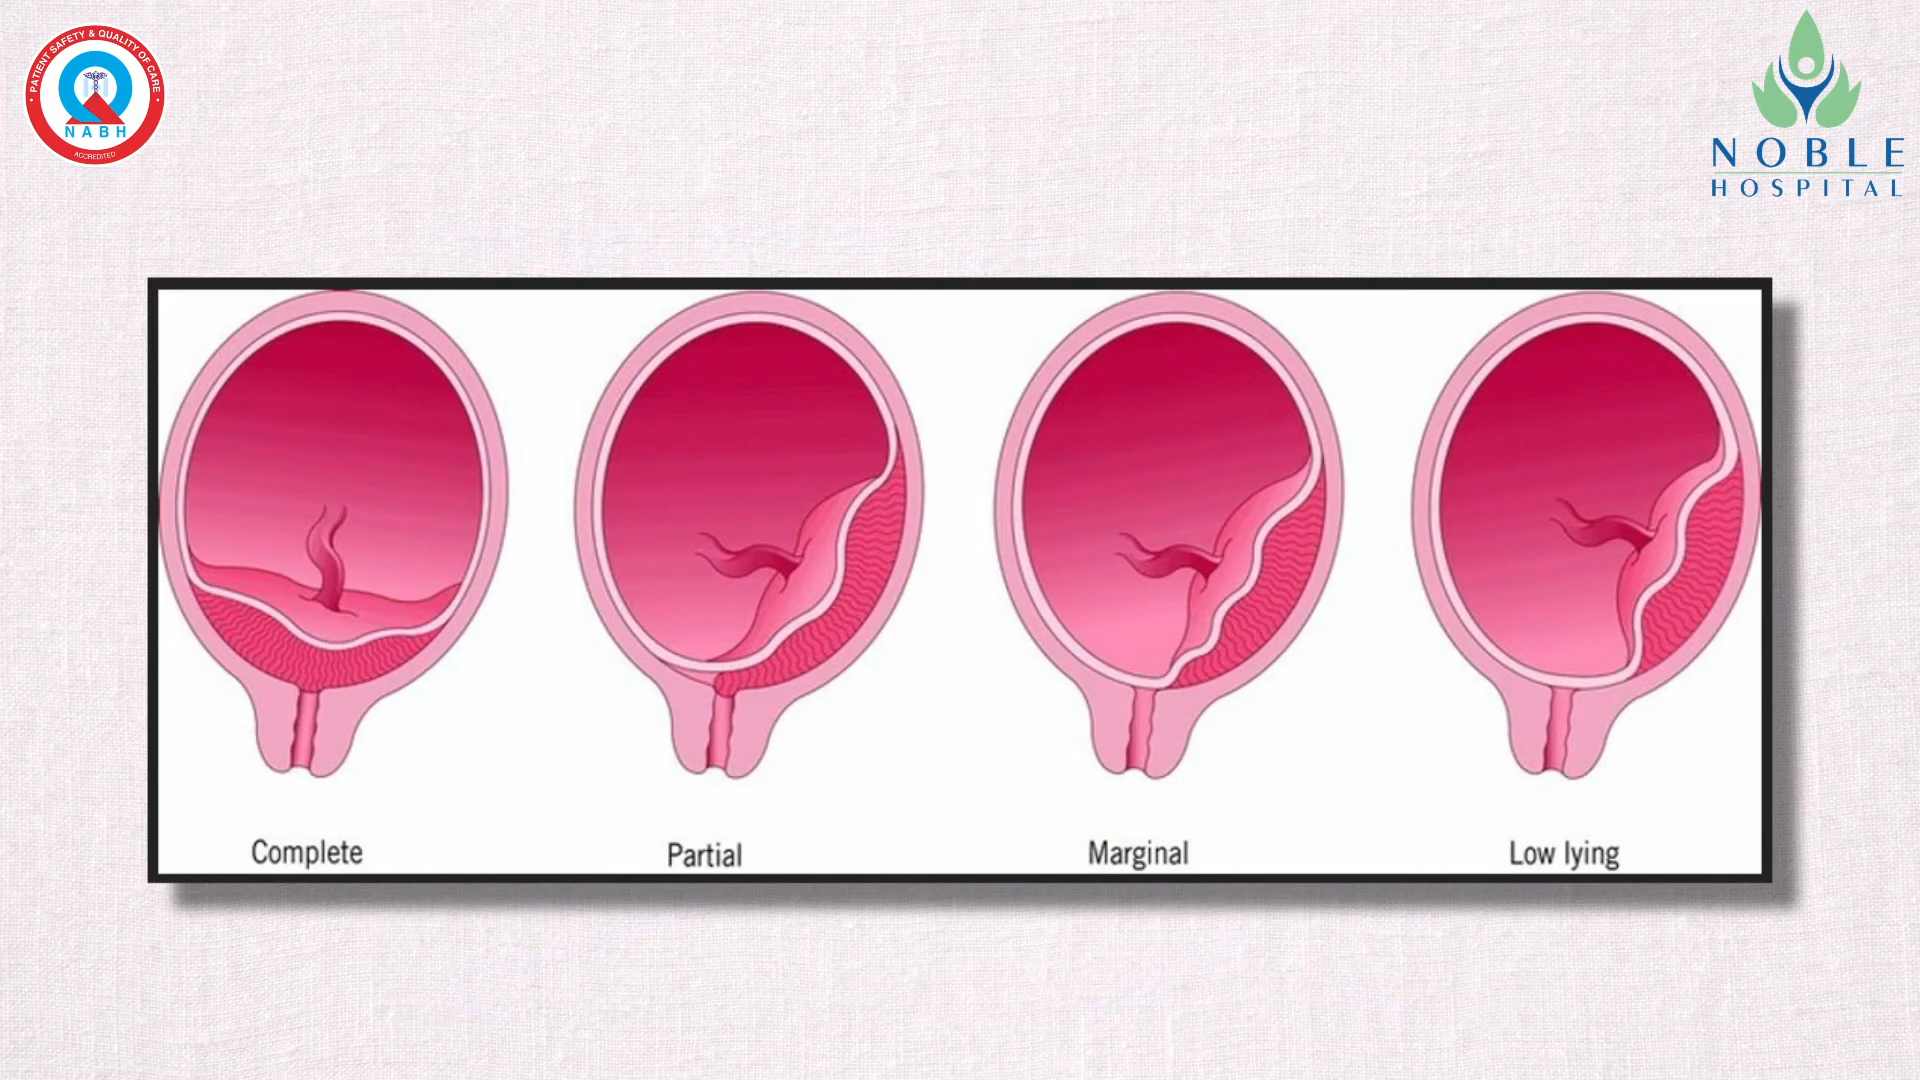 PATIENT SAFETY & QUALITY OF CARE
NABH
ACCREDITED
NOBLE
HOSPITAL
Complete
Partial
Marginal
Low lying